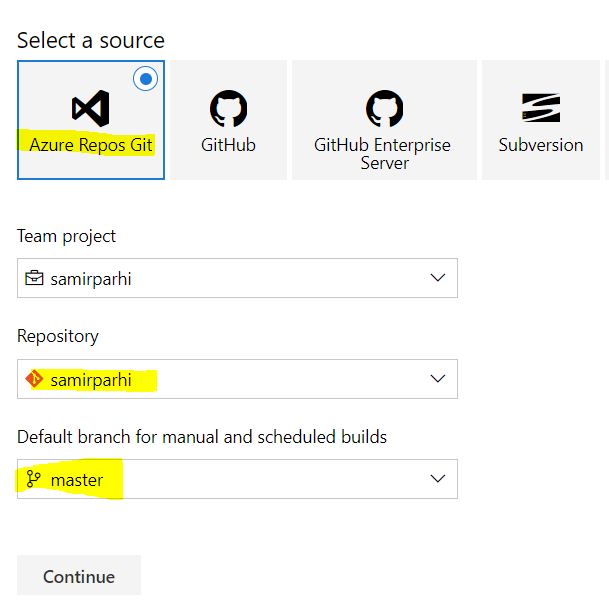 Select a source
Azure Repos Git
GitHub
GitHub Enterprise
Server
Subversion
Team project
samirparhi
Repository
samirparhi
Default branch for manual and scheduled builds
master
Continue